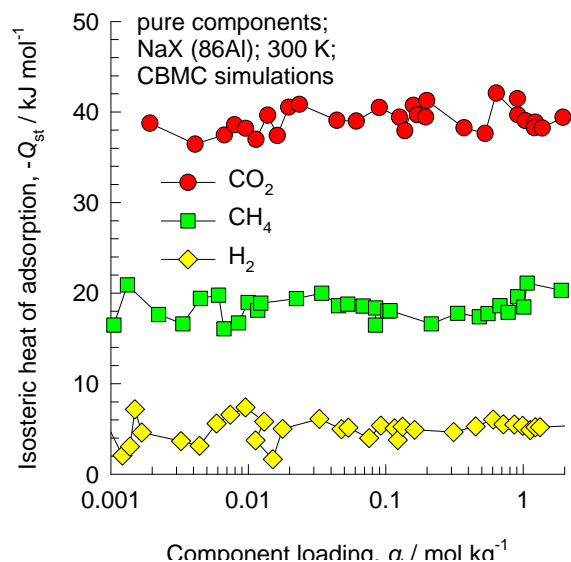 pure components;
NaX (86Al); 300 K;
CBMC simulations
Isosteric heat of adsorption, -Qst / kJ mol-1
50
40
30
20
10
0
CO2
CH4
H2
0.001
0.01
0.1
1
Component loading, / mol kg-1